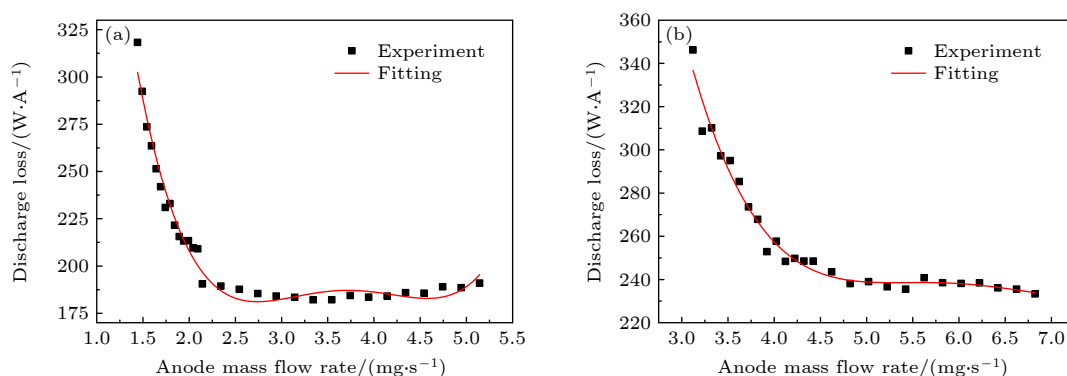 (a)
Experiment
Fitting
325
300
275
250
225
200
175
Discharge loss/(W·A⁻¹)
1.0 1.5 2.0 2.5 3.0 3.5 4.0 4.5 5.0 5.5
Anode mass flow rate/(mg·s⁻¹)
(b)
Experiment
Fitting
360
340
320
300
280
260
240
220
Discharge loss/(W·A⁻¹)
3.0 3.5 4.0 4.5 5.0 5.5 6.0 6.5 7.0
Anode mass flow rate/(mg·s⁻¹)